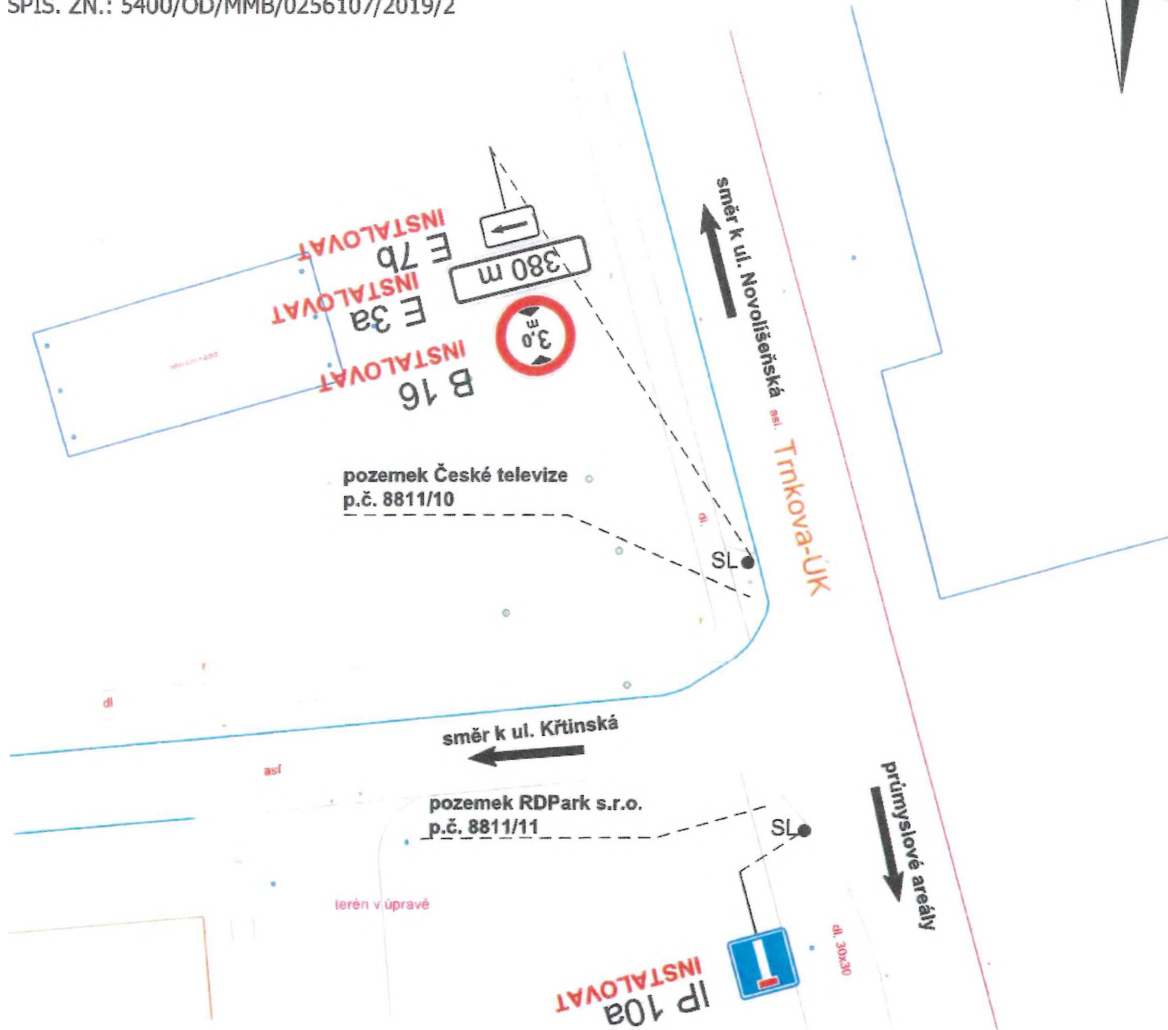 SPIS. ZN.: 5400/OD/MMB/0256107/2019/2
směr k ul. Novolíšeňská
INSTALOVAT
E 7b
380 m
INSTALOVAT
E 3a
3,0
m
INSTALOVAT
B 16
asf.
Trnkova-ÚK
pozemek České televize
p.č. 8811/10
dl.
SL
r
r
dl
směr k ul. Křtinská
asf
průmyslové areály
pozemek RDPark s.r.o.
p.č. 8811/11
SL
terén v úpravě
dl. 30x30
INSTALOVAT
IP 10a